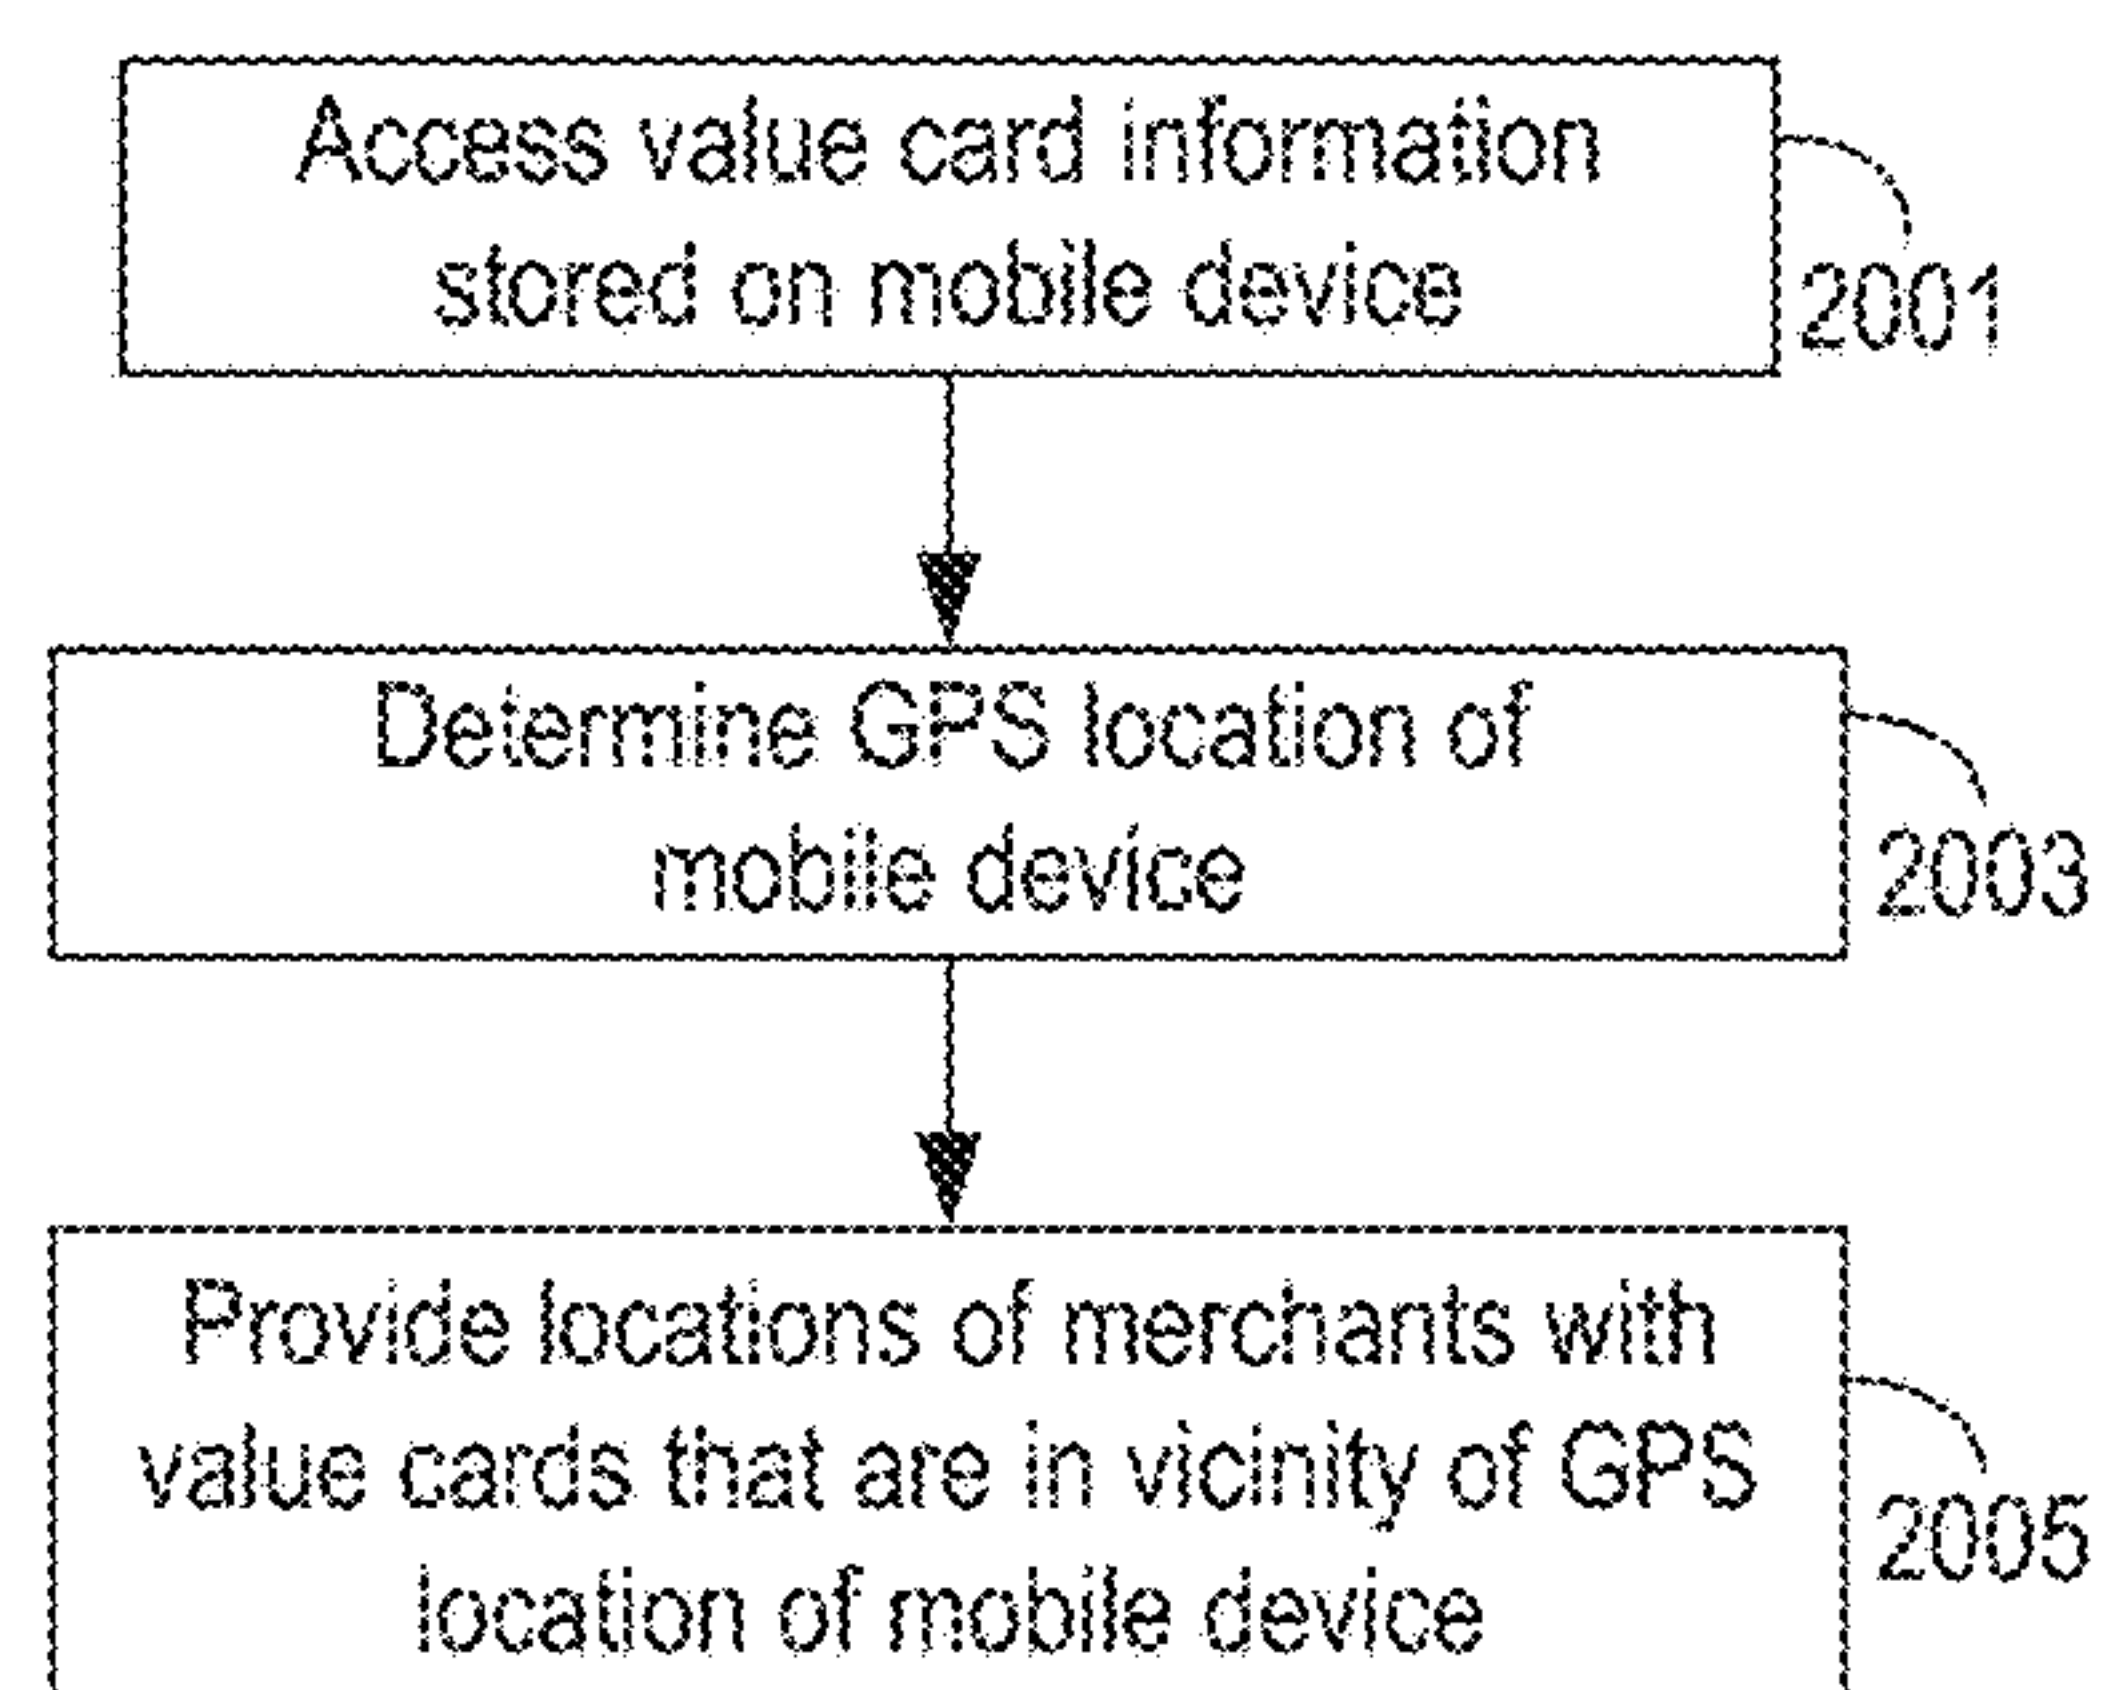 Access value card information
stored on mobile device
2001
Determine GPS location of
mobile device
2003
Provide locations of merchants with
value cards that are in vicinity of GPS
location of mobile device
2005